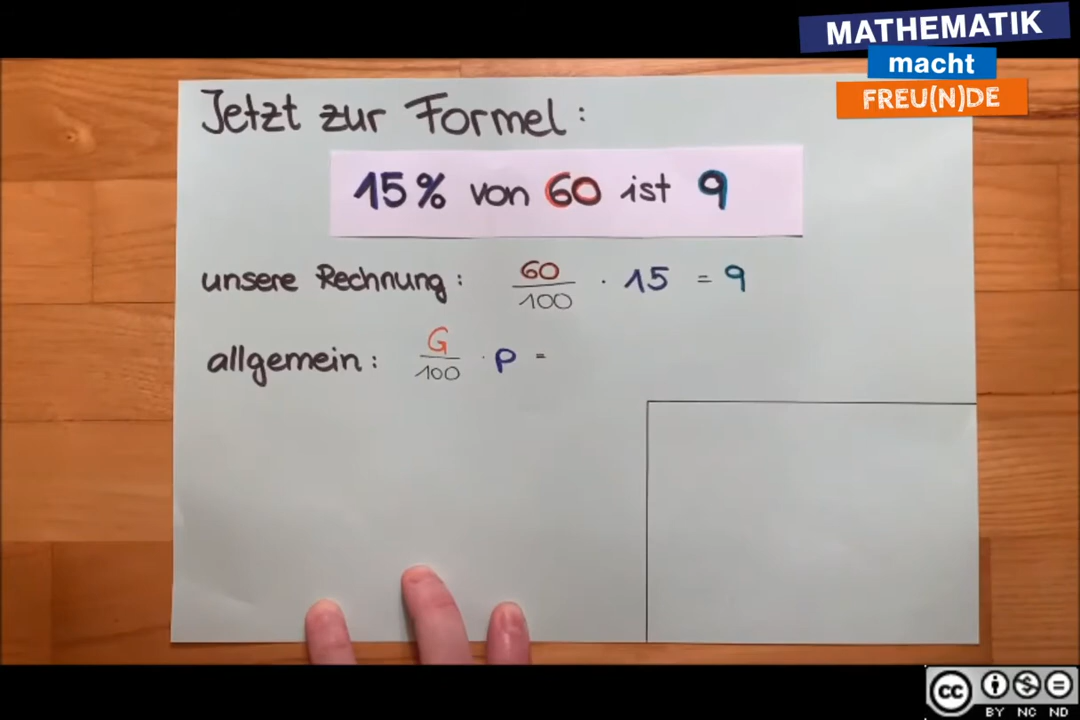 MATHEMATIK
macht
FREU(N)DE
Jetzt zur Formel:
15% von 60 ist 9
unsere Rechnung: 60/100 · 15 = 9
allgemein: G/100 · p =
cc
BY NC ND